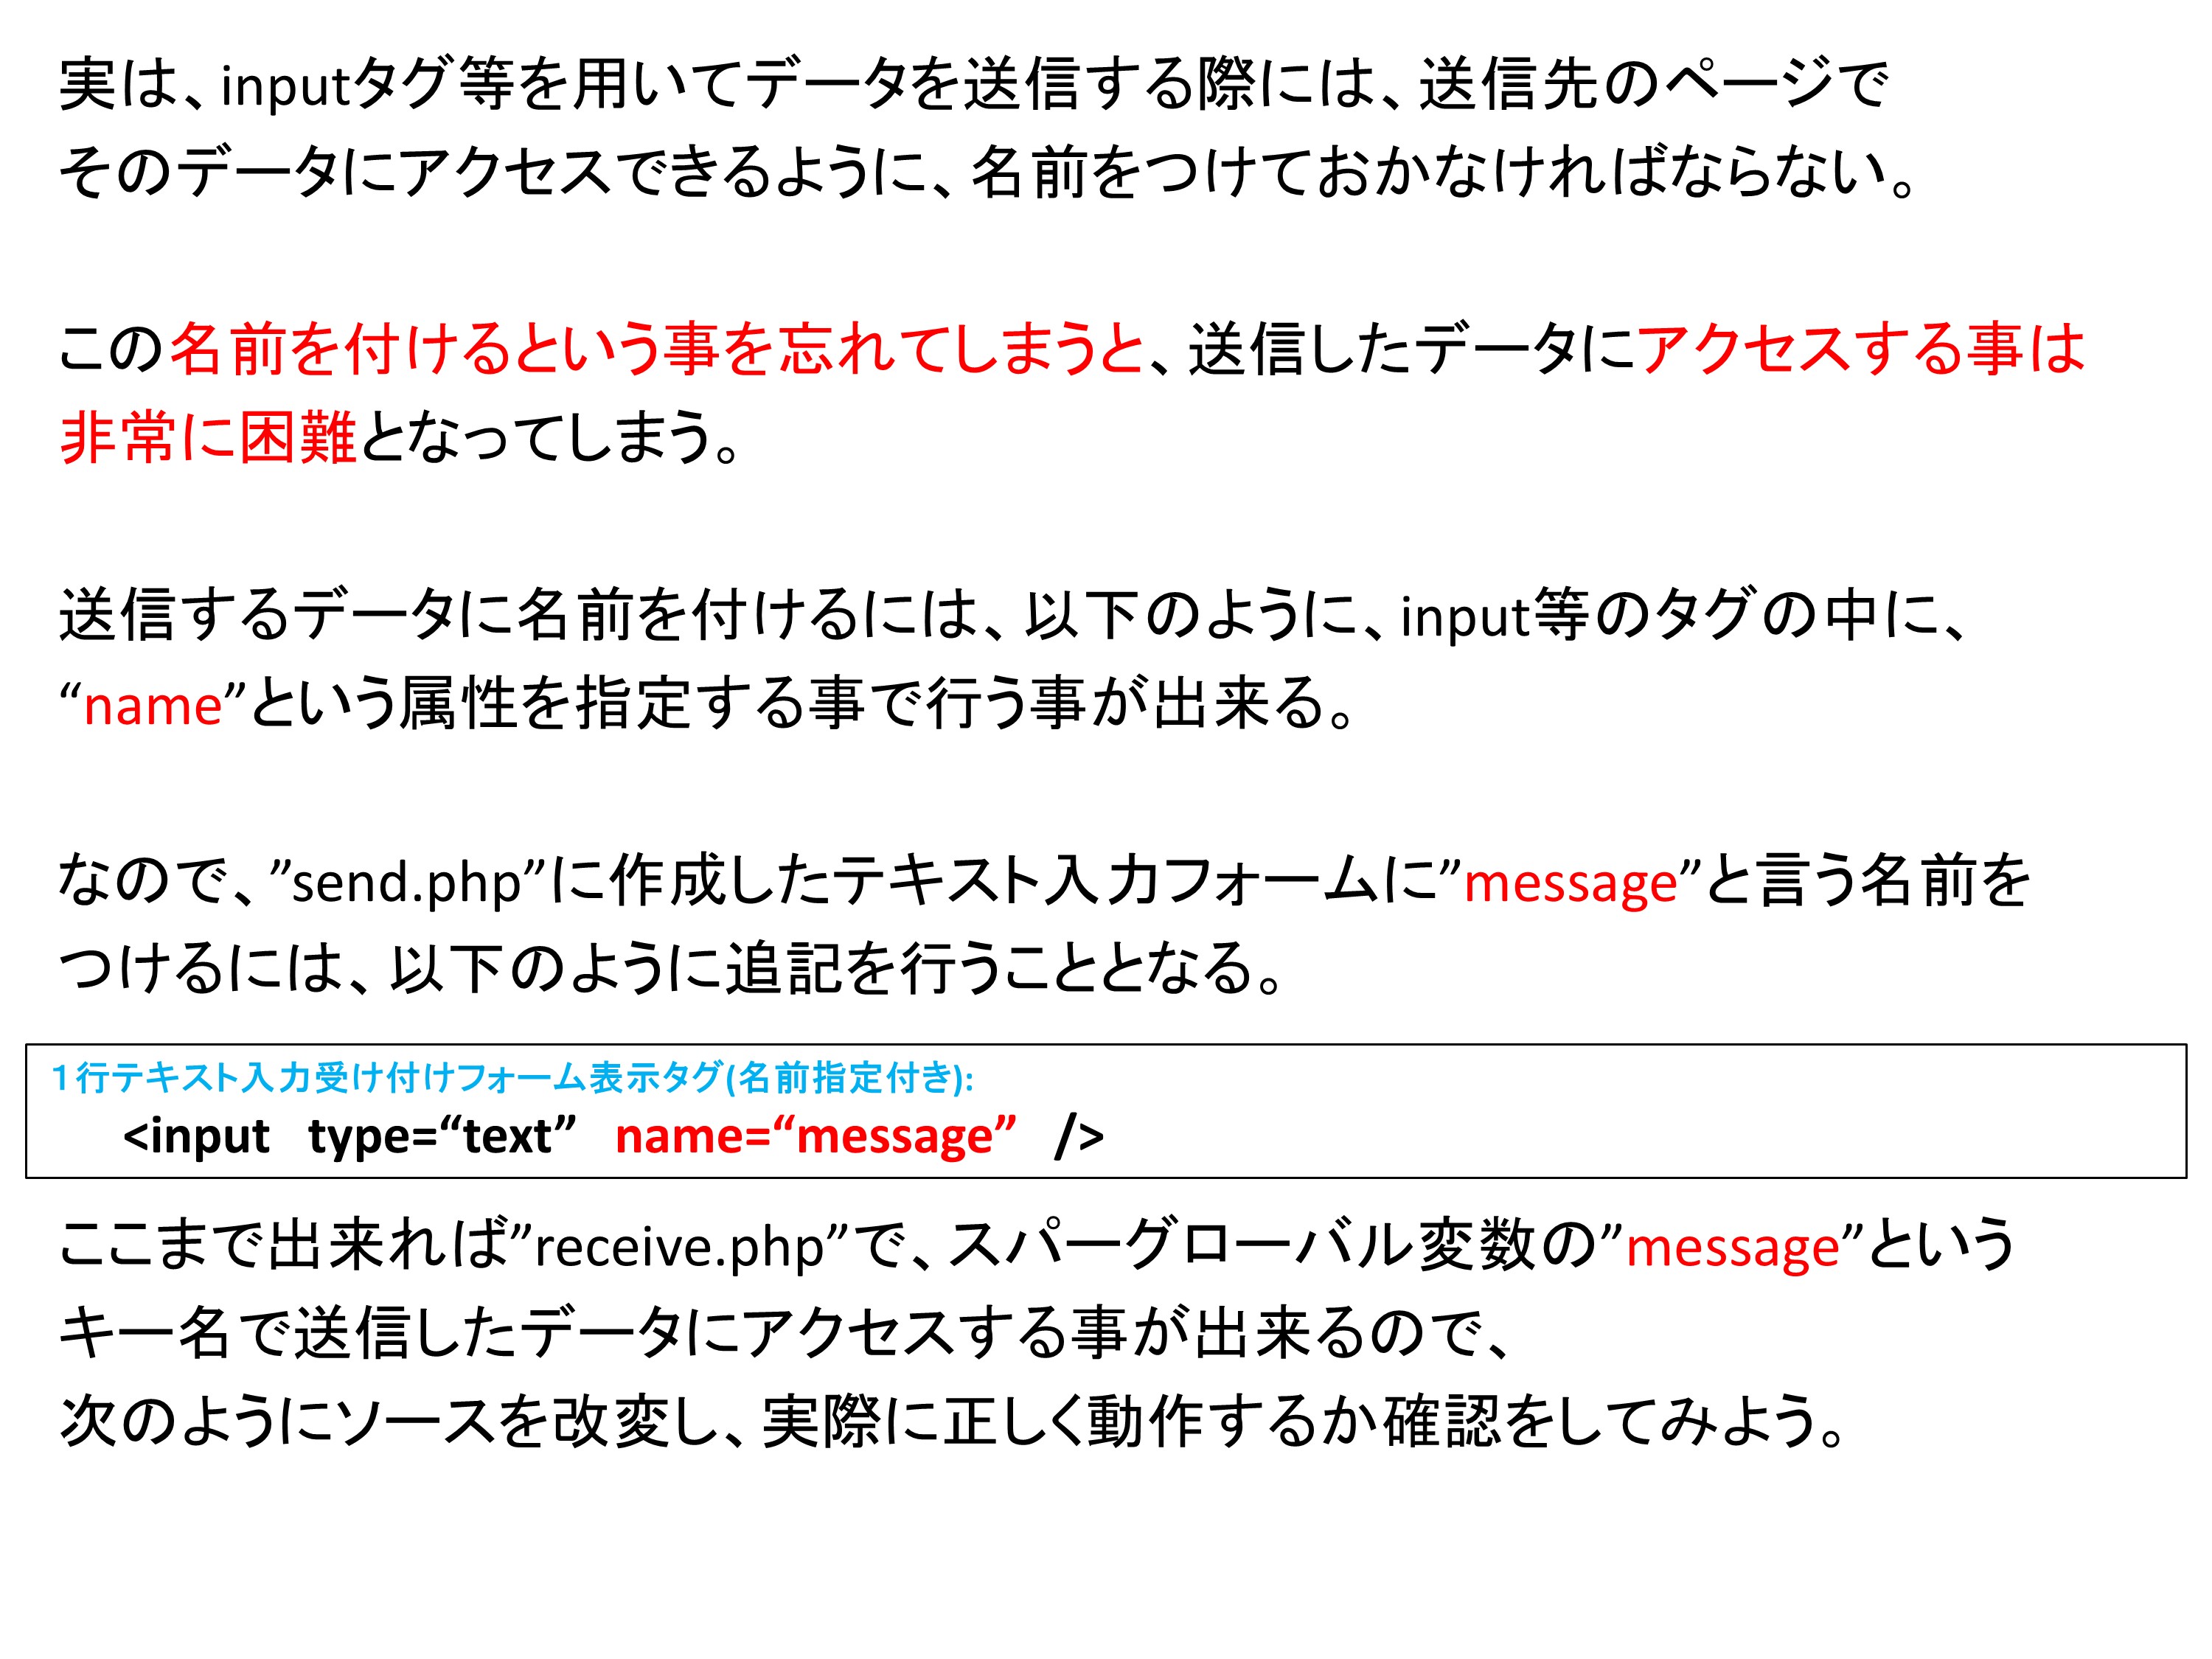 実は、inputタグ等を用いてデータを送信する際には、送信先のページで
そのデータにアクセスできるように、名前をつけておかなければならない。
この名前を付けるという事を忘れてしまうと、送信したデータにアクセスする事は
非常に困難となってしまう。
送信するデータに名前を付けるには、以下のように、input等のタグの中に、
“name”という属性を指定する事で行う事が出来る。
なので、”send.php”に作成したテキスト入力フォームに”message”と言う名前を
つけるには、以下のように追記を行うこととなる。
１行テキスト入力受け付けフォーム表示タグ(名前指定付き):
<input type=“text” name=“message” />
ここまで出来れば”receive.php”で、スパーグローバル変数の”message”という
キー名で送信したデータにアクセスする事が出来るので、
次のようにソースを改変し、実際に正しく動作するか確認をしてみよう。